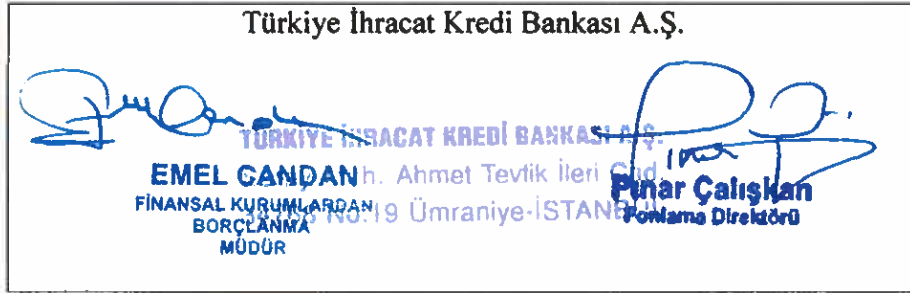 Türkiye İhracat Kredi Bankası A.Ş.
TÜRKİYE İHRACAT KREDİ BANKASI A.Ş.
EMEL CANDAN
FİNANSAL KURUMLARDAN
BORÇLANMA
MÜDÜR
h. Ahmet Tevfik İleri Cad.
No:19 Ümraniye-İSTANBUL
Pınar Çalışkan
Fonlama Direktörü